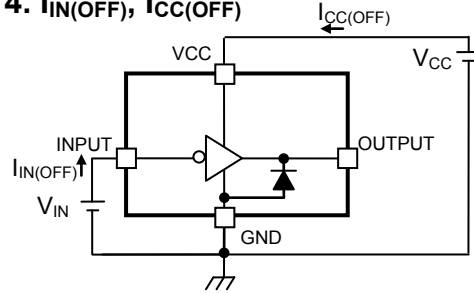 4. IIN(OFF), ICC(OFF)
ICC(OFF)
VCC
VCC
INPUT
OUTPUT
IIN(OFF)
VIN
GND